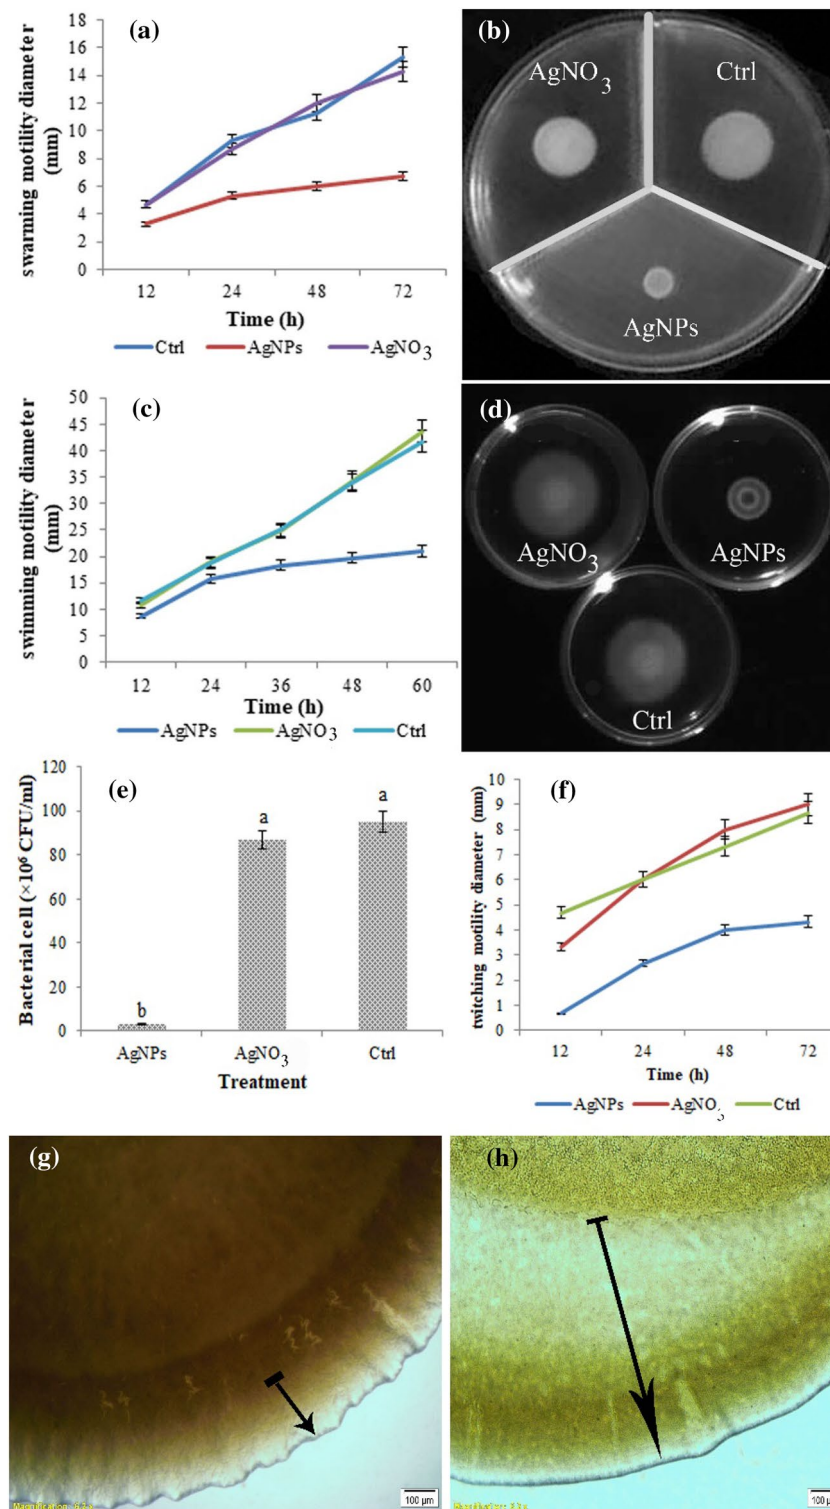 (a)
swarming motility diameter
(mm)
18
16
14
12
10
8
6
4
2
0
12 24 48 72
Time (h)
Ctrl AgNPs AgNO3
(b)
AgNO3
Ctrl
AgNPs
(c)
swimming motility diameter
(mm)
50
45
40
35
30
25
20
15
10
5
0
12 24 36 48 60
Time (h)
AgNPs AgNO3 Ctrl
(d)
AgNO3
AgNPs
Ctrl
(e)
Bacterial cell (×10⁶ CFU/ml)
120
100
80
60
40
20
0
b
a
a
AgNPs AgNO3 Ctrl
Treatment
(f)
twitching motility diameter (mm)
10
9
8
7
6
5
4
3
2
1
0
12 24 48 72
Time (h)
AgNPs AgNO3 Ctrl
(g)
Magnification:
100 µm
(h)
Magnification:
100 µ